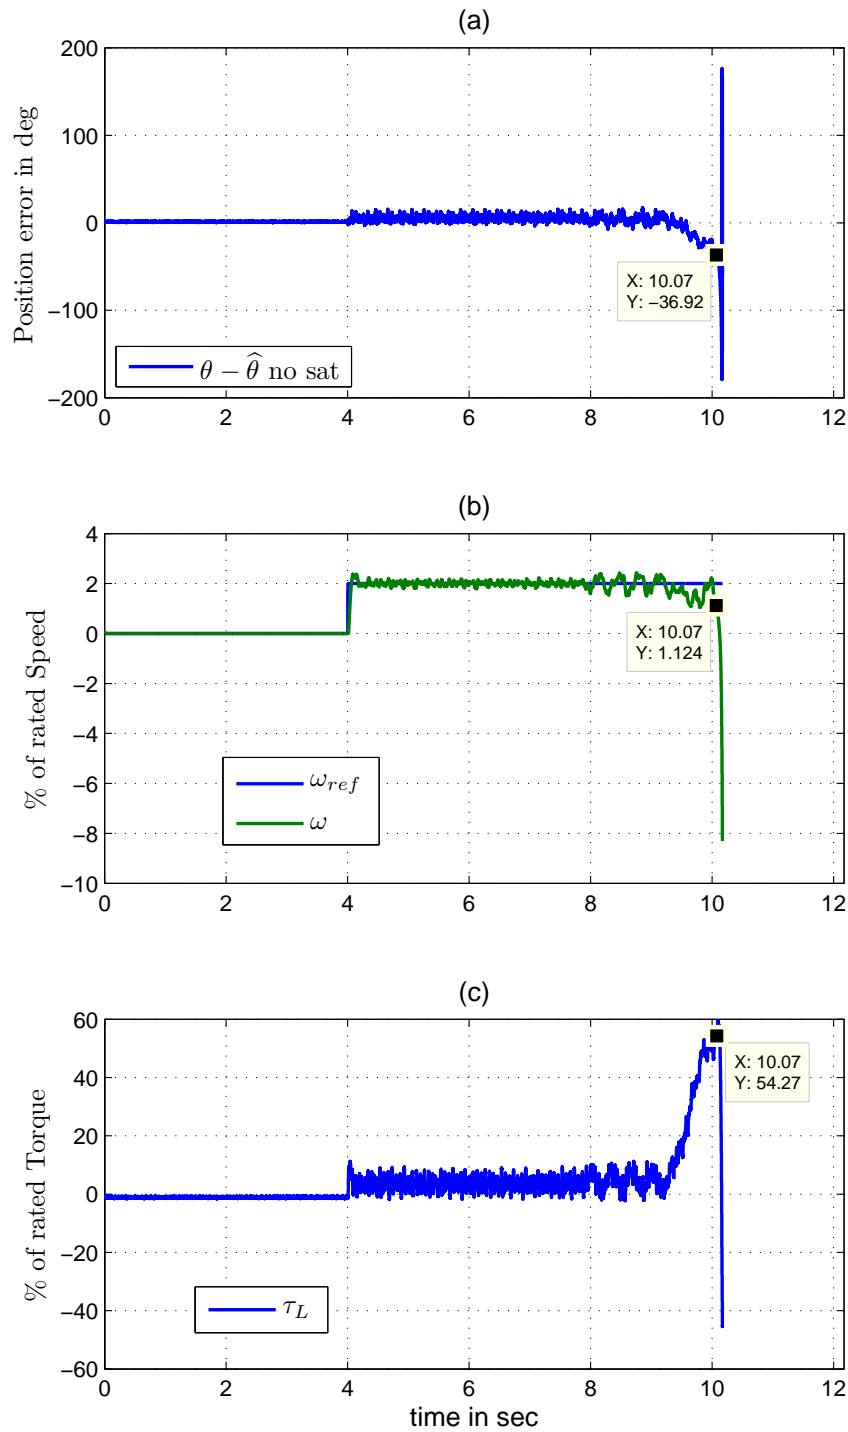 (a)
Position error in deg
200
100
0
−100
−200
X: 10.07
Y: −36.92
θ − θ̂ no sat
0 2 4 6 8 10 12
(b)
% of rated Speed
4
2
0
−2
−4
−6
−8
−10
X: 10.07
Y: 1.124
ω_ref
ω
0 2 4 6 8 10 12
(c)
% of rated Torque
60
40
20
0
−20
−40
−60
X: 10.07
Y: 54.27
τ_L
0 2 4 6 8 10 12
time in sec